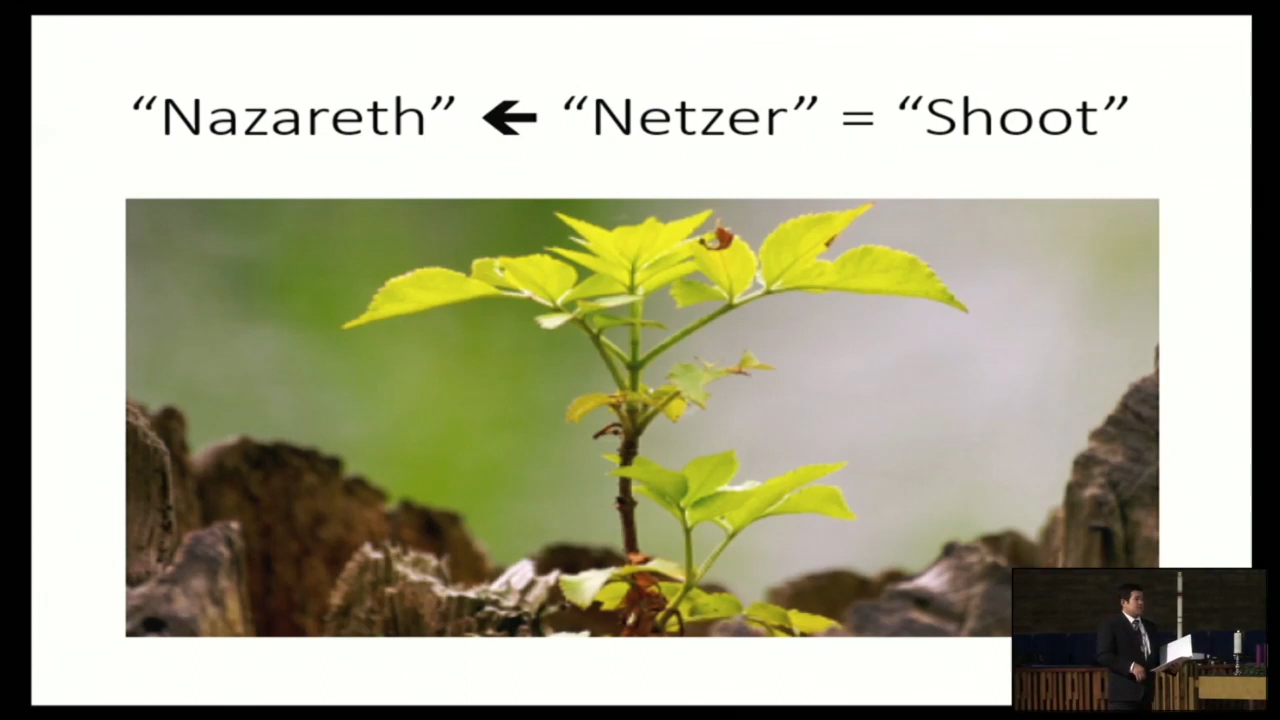 “Nazareth” 🡸 “Netzer” = “Shoot”